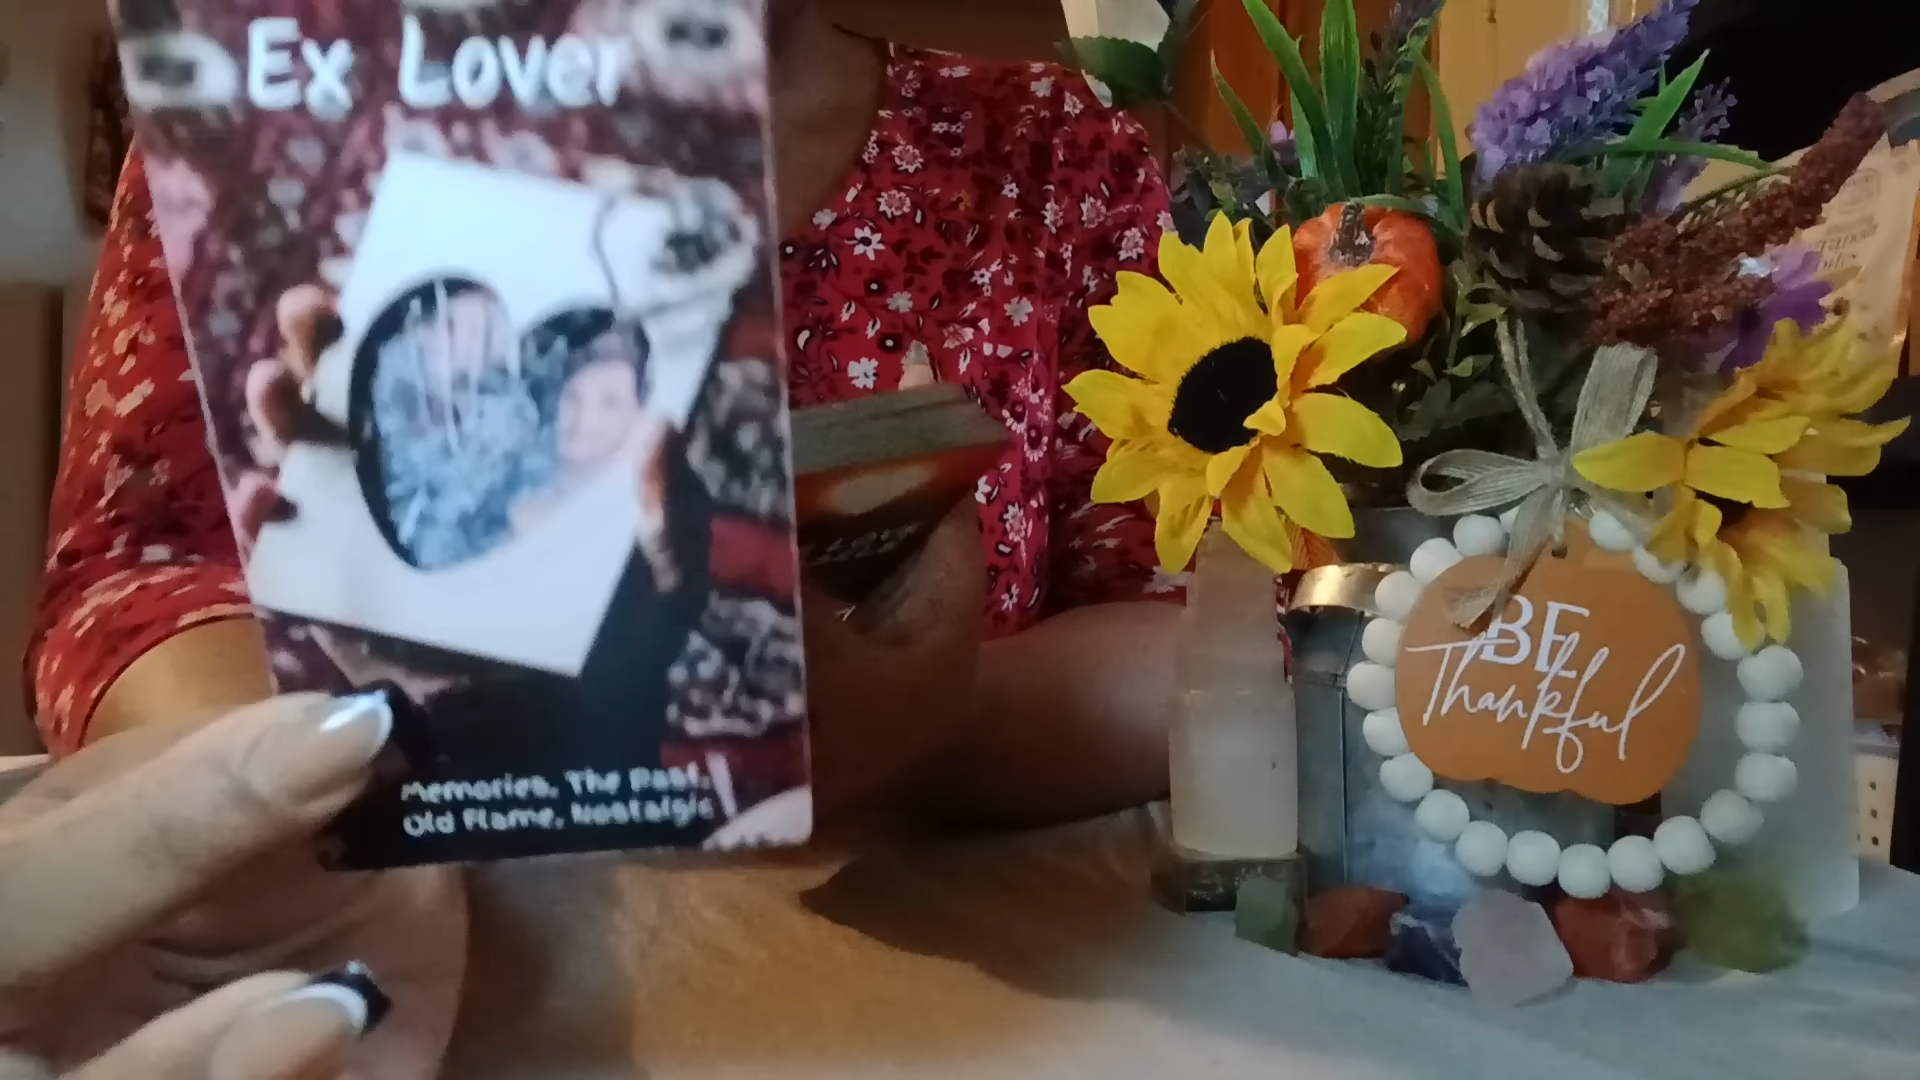 Ex Lover
Memories, The Past,
Old Flame, Nostalgic
BE
Thankful